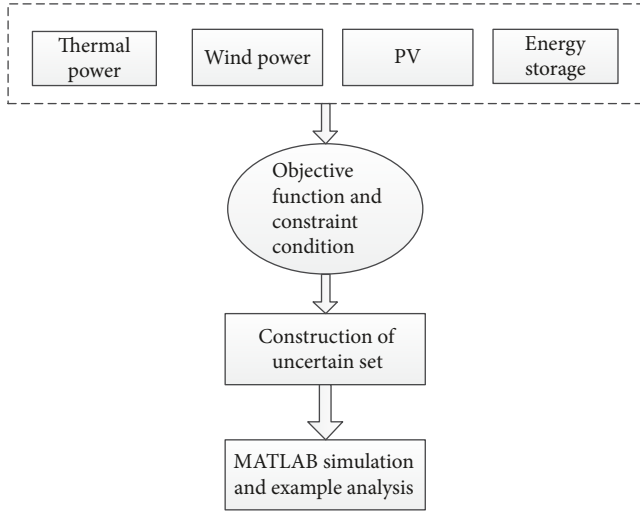 Thermal
power
Wind power
PV
Energy
storage
Objective
function and
constraint
condition
Construction of
uncertain set
MATLAB simulation
and example analysis